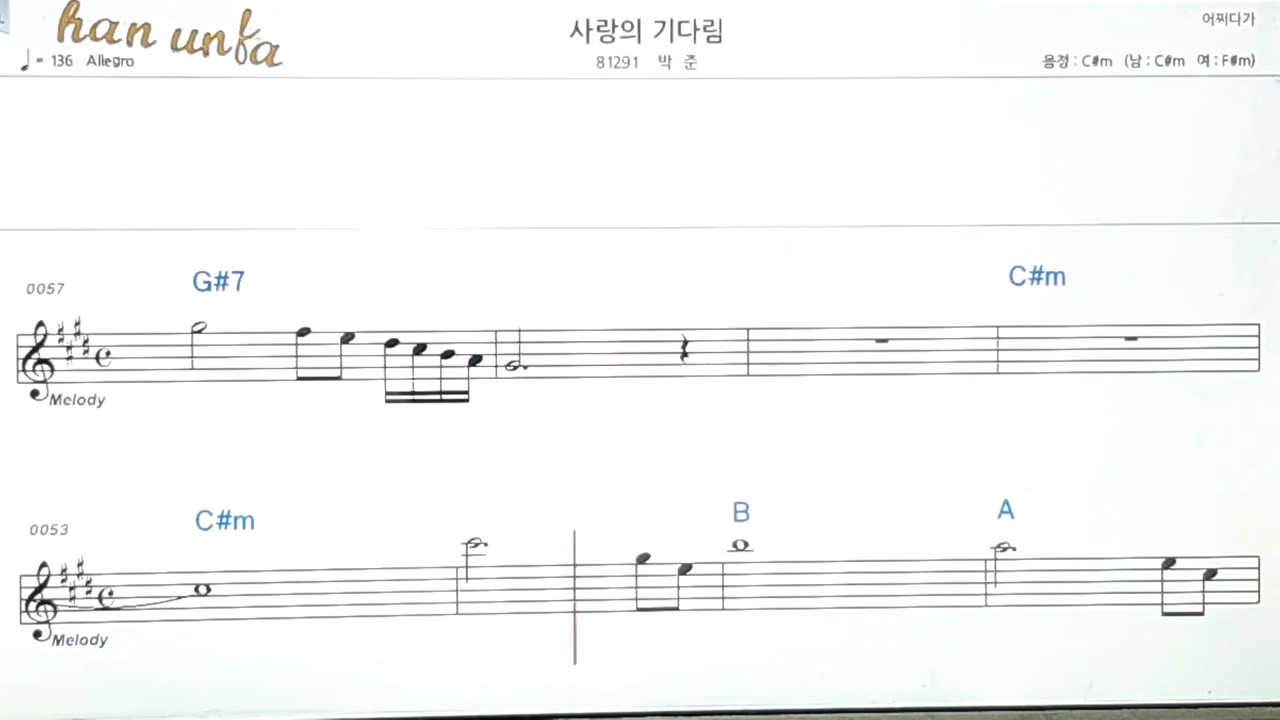 han unfa
사랑의 기다림
어찌다가
♩ = 136 Allegro
81291 박 준
음정 : C#m (남 : C#m 여 : F#m)
0057
G#7
C#m
Melody
0053
C#m
B
A
Melody